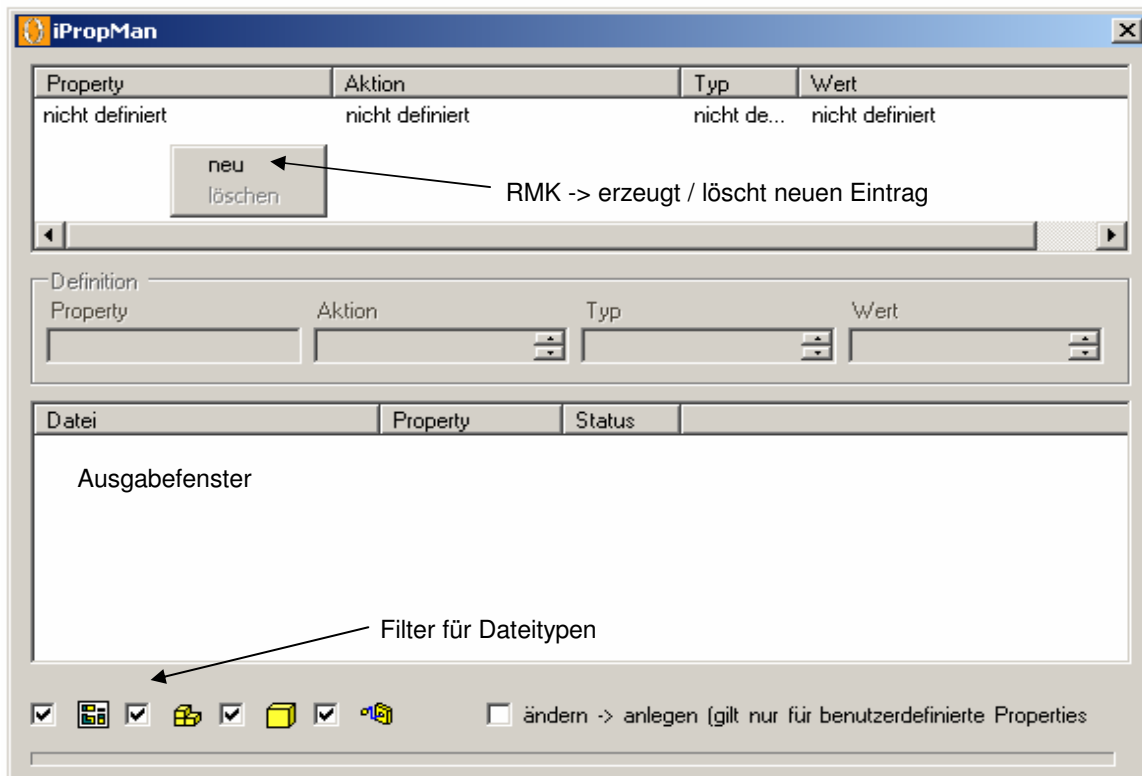 iPropMan
Property Aktion Typ Wert
nicht definiert nicht definiert nicht de... nicht definiert
neu
löschen
RMK -> erzeugt / löscht neuen Eintrag
Definition
Property Aktion Typ Wert
Datei Property Status
Ausgabefenster
Filter für Dateitypen
ändern -> anlegen (gilt nur für benutzerdefinierte Properties